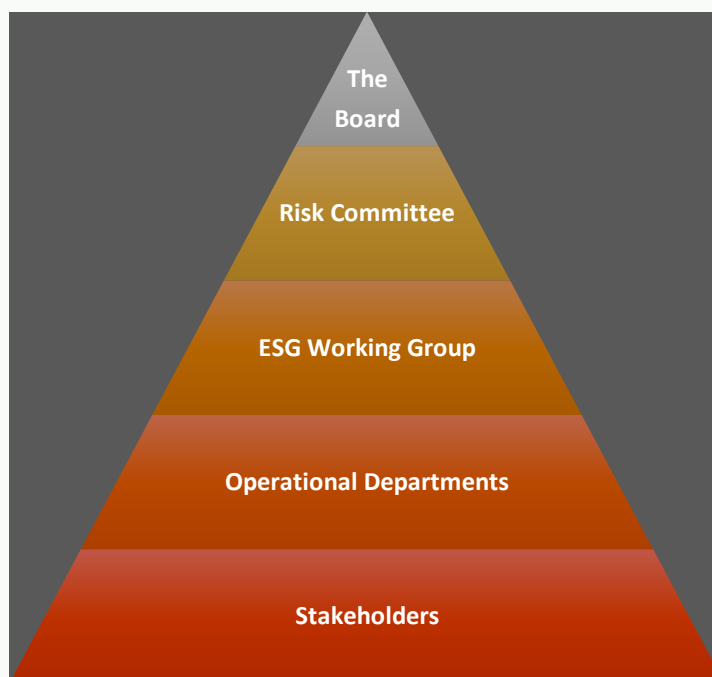 The
Board
Risk Committee
ESG Working Group
Operational Departments
Stakeholders